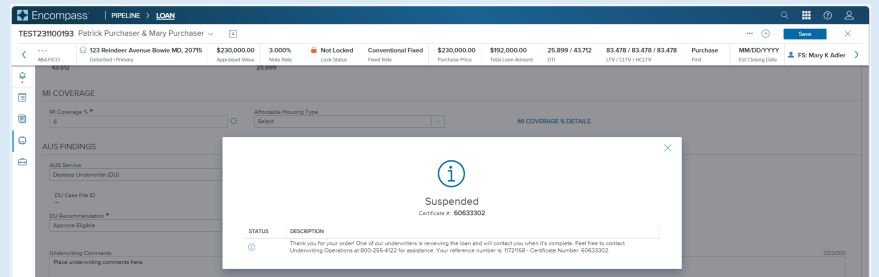 Encompass PIPELINE > LOAN
TEST231100193 Patrick Purchaser & Mary Purchaser
Save
--- 123 Reindeer Avenue Bowie MD, 20715 $230,000.00 3.000% Not Locked Conventional Fixed $230,000.00 $192,000.00 25.899 / 43.712 83.478 / 83.478 / 83.478 Purchase MM/DD/YYYY FS: Mary K Adler
Mid-FICO Detached | Primary Appraised Value Note Rate Lock Status Fixed Rate Purchase Price Total Loan Amount DTI LTV / CLTV / HCLTV First Est Closing Date
25.899
MI COVERAGE
MI Coverage % * Affordable Housing Type
6 Select MI COVERAGE % DETAILS
AUS FINDINGS
AUS Service
Desktop Underwriter (DU)
DU Case File ID
--
DU Recommendation *
Approve Eligible
Underwriting Comments 33/2000
Place underwriting comments here.
Suspended
Certificate #: 60633302
STATUS DESCRIPTION
Thank you for your order! One of our underwriters is reviewing the loan and will contact you when it's complete. Feel free to contact
Underwriting Operations at 800-255-4122 for assistance. Your reference number is: 11721158 - Certificate Number: 60633302.